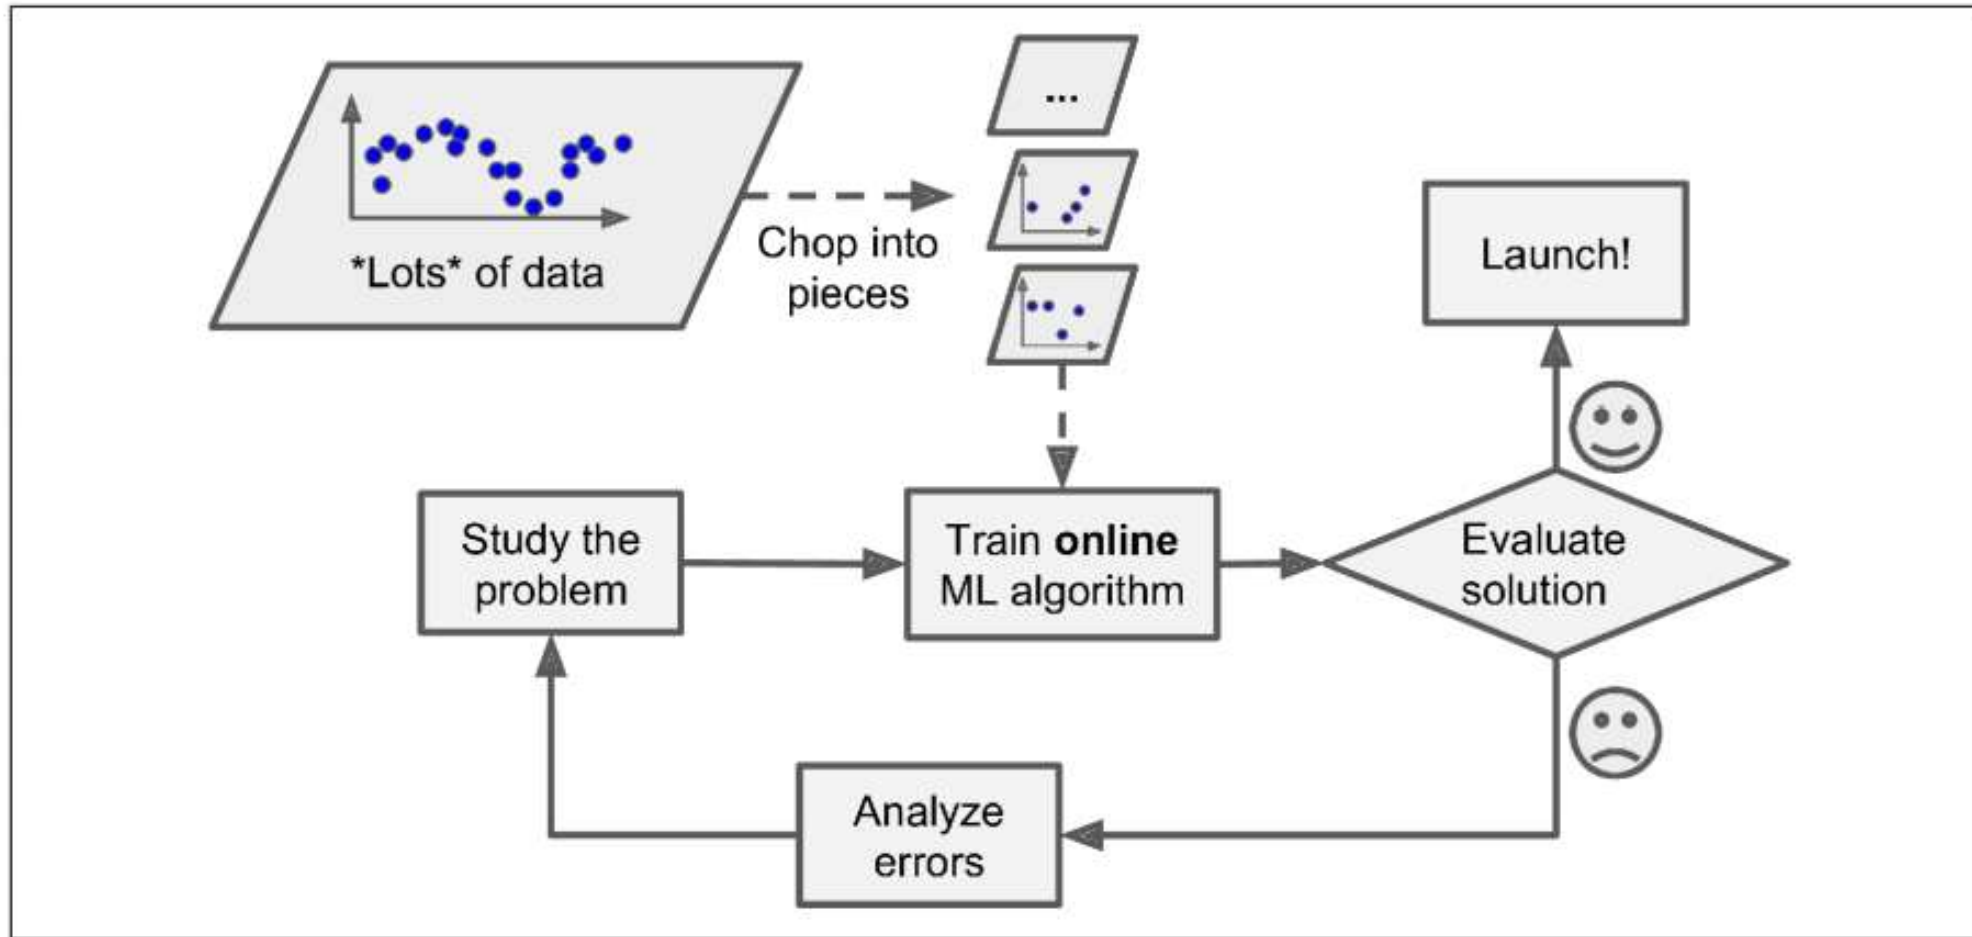 ...
*Lots* of data
Chop into
pieces
Launch!
Study the
problem
Train online
ML algorithm
Evaluate
solution
Analyze
errors